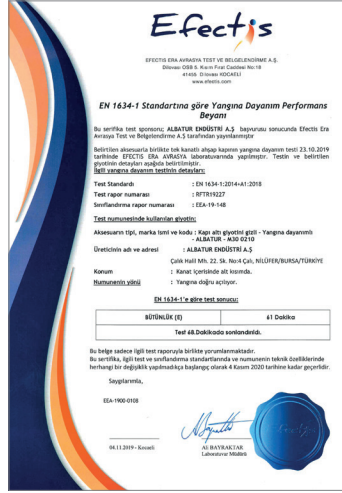 Efectis
EFECTIS ERA AVRASYA TEST VE BELGELENDİRME A.Ş.
Dilovası OSB 5. Kısım Fırat Caddesi No:18
41455 Dilovası KOCAELİ
www.efectis.com
EN 1634-1 Standartına göre Yangına Dayanım Performans
Beyanı
Bu serifika test sponsoru; ALBATUR ENDÜSTRİ A.Ş başvurusu sonucunda Efectis Era
Avrasya Test ve Belgelendirme A.Ş tarafından yayınlanmıştır
Belirtilen aksesuarla birlikte tek kanatlı ahşap kapının yangına dayanım testi 23.10.2019
tarihinde EFECTIS ERA AVRASYA laboratuvarında yapılmıştır. Testin ve belirtilen
giyotinin detayları aşağıda belirtilmiştir.
İlgili yangına dayanım testinin detayları:
Test Standardı : EN 1634-1:2014+A1:2018
Test rapor numarası : RFTR19227
Sınıflandırma rapor numarası : EEA-19-148
Test numunesinde kullanılan giyotin:
Aksesuarın tipi, marka ismi ve kodu : Kapı altı giyotini gizli - Yangına dayanımlı
- ALBATUR - M30 0210
Üreticinin adı ve adresi : ALBATUR ENDÜSTRİ A.Ş
Çalık Halil Mh. 22. Sk. No:4 Çalı, NİLÜFER/BURSA/TÜRKİYE
Konum : Kanat içerisinde alt kısımda.
Numunenin yönü : Yangına doğru açılıyor.
EN 1634-1'e göre test sonucu:
BÜTÜNLÜK (E) 61 Dakika
Test 68.Dakikada sonlandırıldı.
Bu belge sadece ilgili test raporuyla birlikte yorumlanmaktadır.
Bu sertifika, ilgili test ve sınıflandırma standartlarında ve numunenin teknik özelliklerinde
herhangi bir değişiklik yapılmadıkça başlangıç olarak 4 Kasım 2020 tarihine kadar geçerlidir.
Saygılarımla,
EEA-1900-0108
04.11.2019 - Kocaeli
Ali BAYRAKTAR
Laboratuvar Müdürü